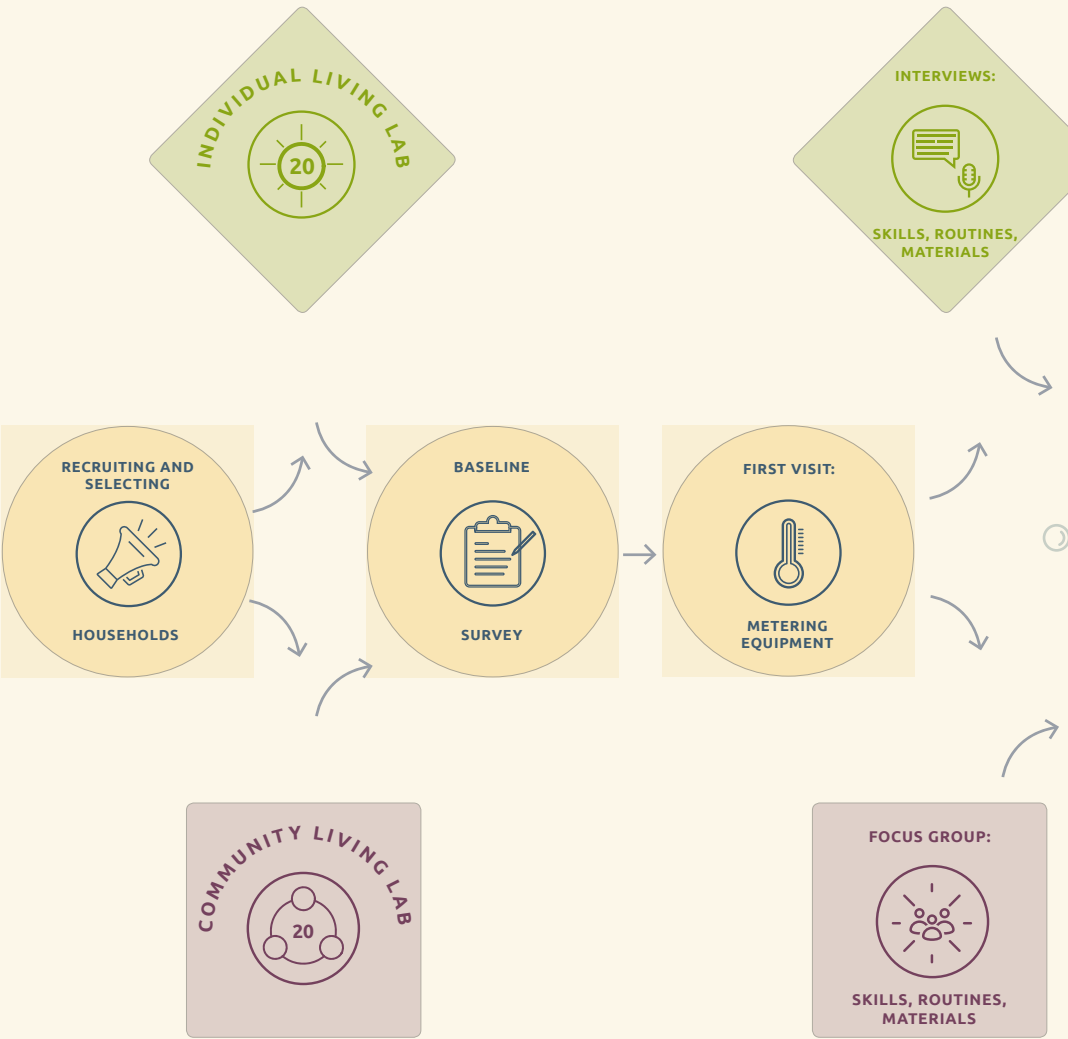 INDIVIDUAL LIVING LAB
20
INTERVIEWS:
SKILLS, ROUTINES,
MATERIALS
RECRUITING AND
SELECTING
HOUSEHOLDS
BASELINE
SURVEY
FIRST VISIT:
METERING
EQUIPMENT
COMMUNITY LIVING LAB
20
FOCUS GROUP:
SKILLS, ROUTINES,
MATERIALS